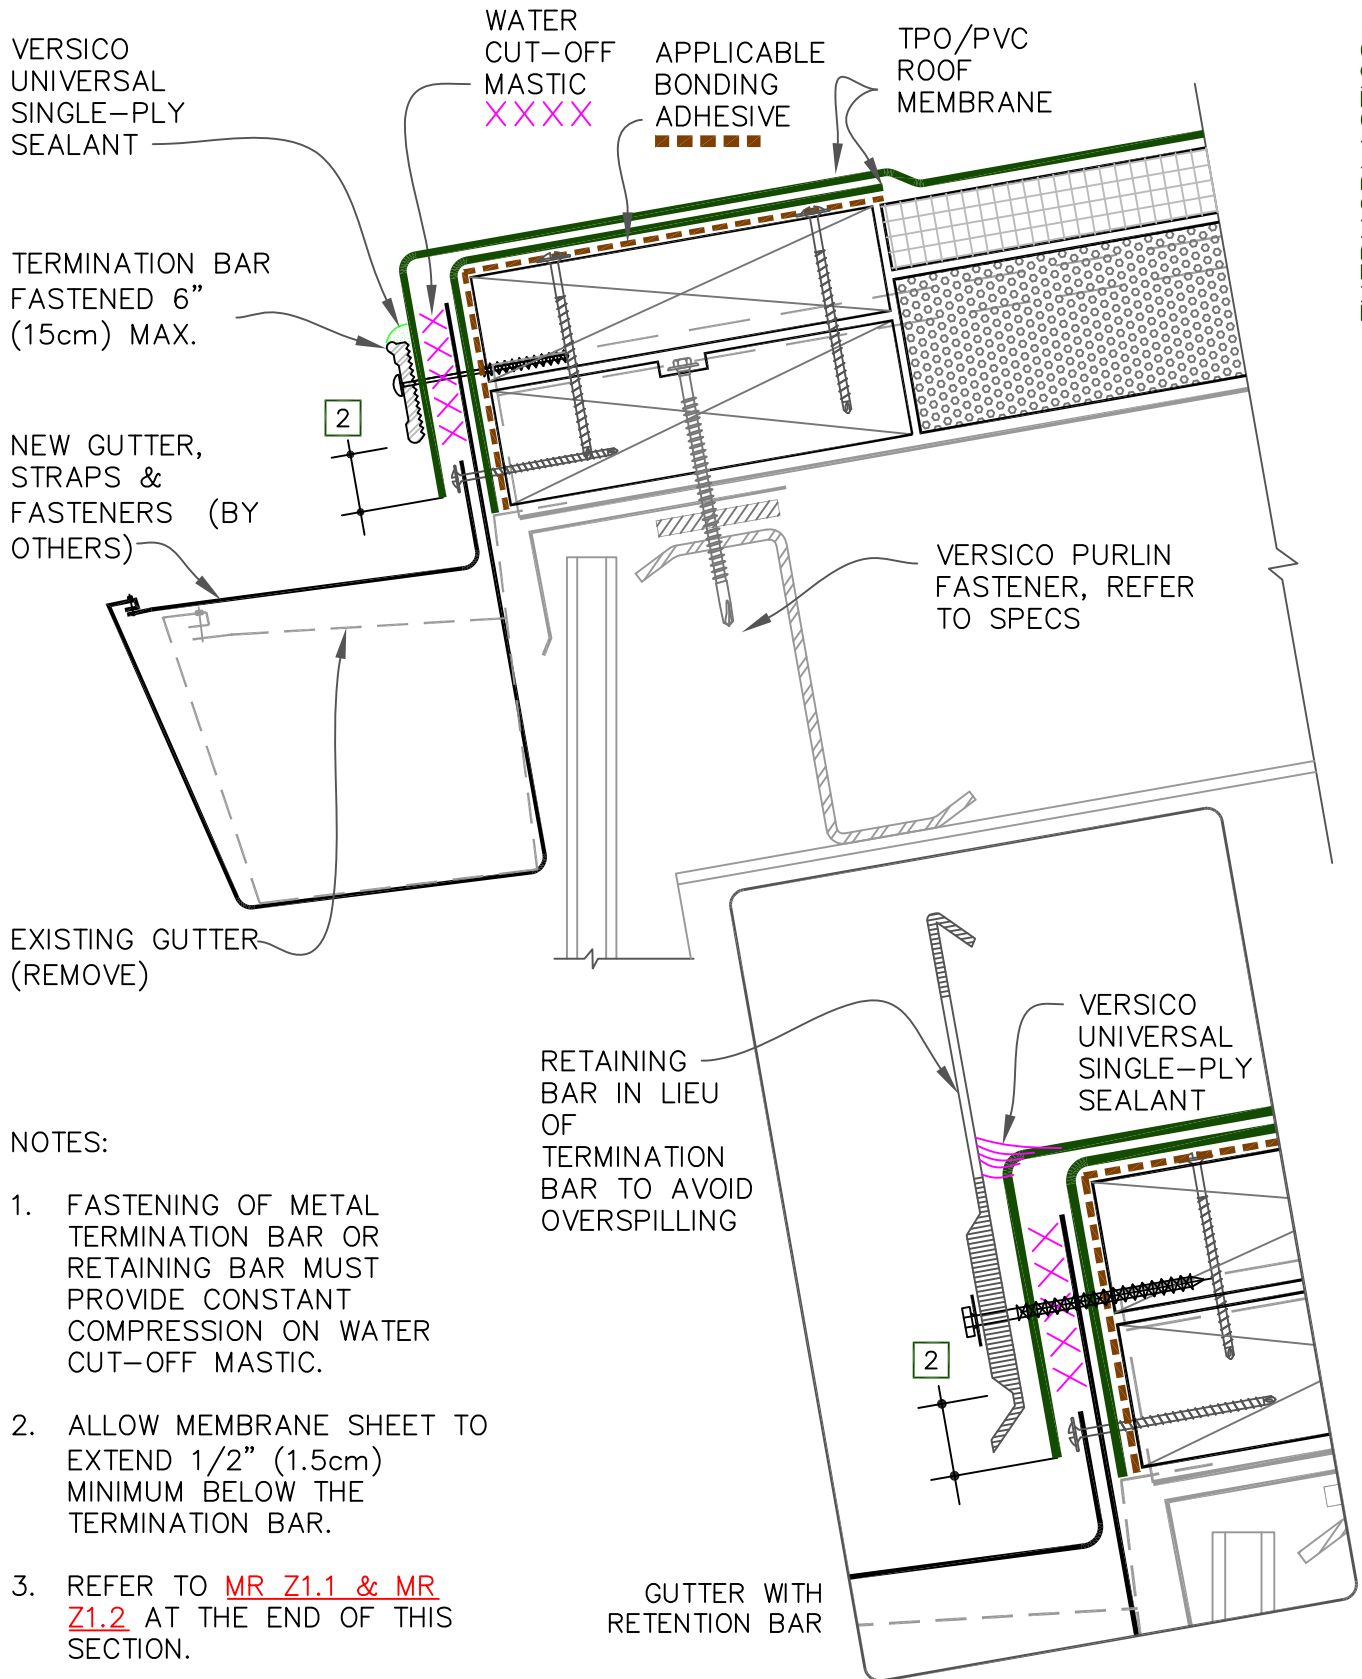 VERSICO
UNIVERSAL
SINGLE-PLY
SEALANT
WATER
CUT-OFF
MASTIC
APPLICABLE
BONDING
ADHESIVE
TPO/PVC
ROOF
MEMBRANE
TERMINATION BAR
FASTENED 6"
(15cm) MAX.
2
NEW GUTTER,
STRAPS &
FASTENERS (BY
OTHERS)
VERSICO PURLIN
FASTENER, REFER
TO SPECS
EXISTING GUTTER
(REMOVE)
RETAINING
BAR IN LIEU
OF
TERMINATION
BAR TO AVOID
OVERSPILLING
VERSICO
UNIVERSAL
SINGLE-PLY
SEALANT
2
GUTTER WITH
RETENTION BAR
NOTES:
1. FASTENING OF METAL
TERMINATION BAR OR
RETAINING BAR MUST
PROVIDE CONSTANT
COMPRESSION ON WATER
CUT-OFF MASTIC.
2. ALLOW MEMBRANE SHEET TO
EXTEND 1/2" (1.5cm)
MINIMUM BELOW THE
TERMINATION BAR.
3. REFER TO MR Z1.1 & MR
Z1.2 AT THE END OF THIS
SECTION.